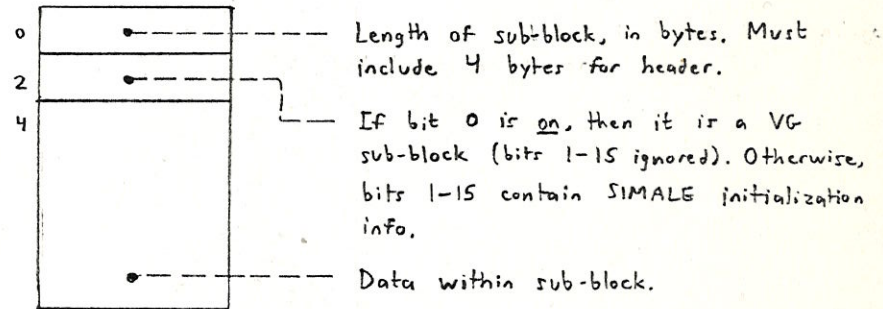 0
Length of sub-block, in bytes. Must
include 4 bytes for header.
2
4
If bit 0 is on, then it is a VG
sub-block (bits 1-15 ignored). Otherwise,
bits 1-15 contain SIMALE initialization
info.
Data within sub-block.